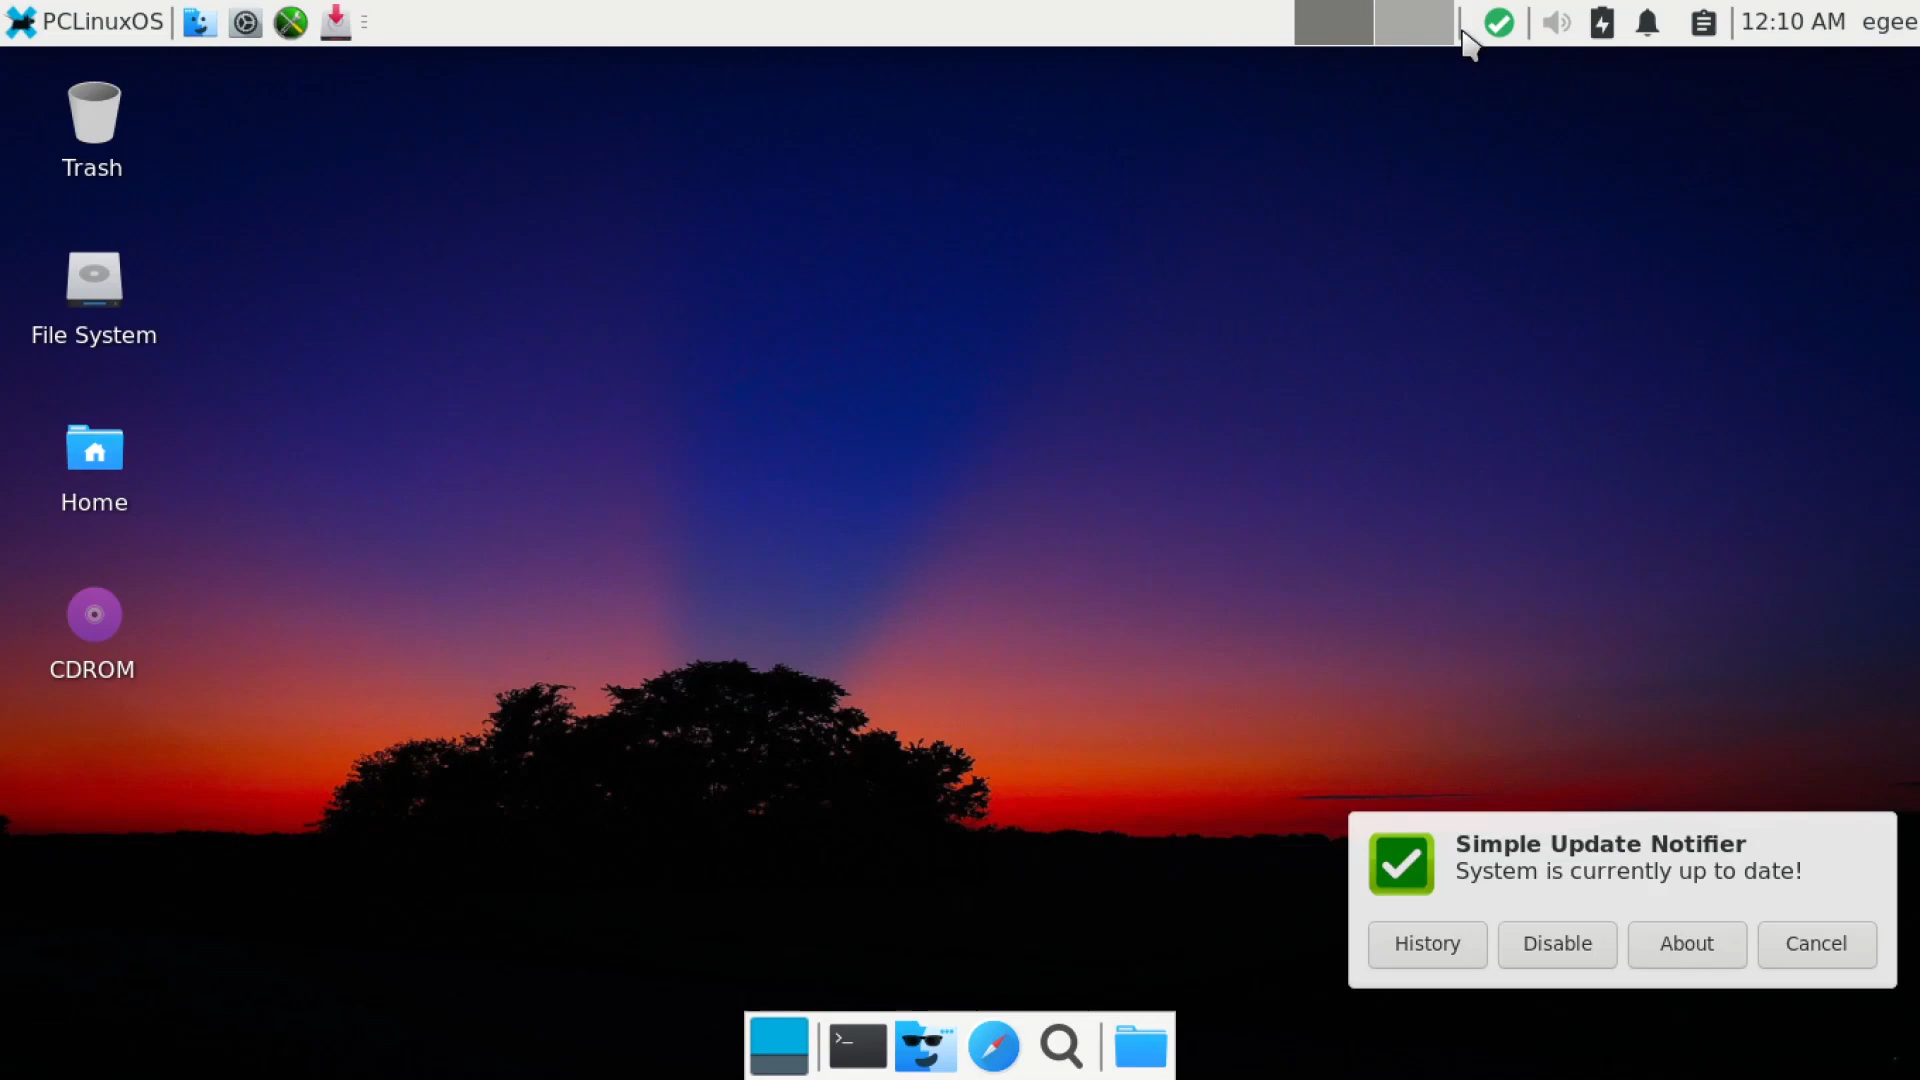 PCLinuxOS
12:10 AM egee
Trash
File System
Home
CDROM
Simple Update Notifier
System is currently up to date!
History Disable About Cancel
>_